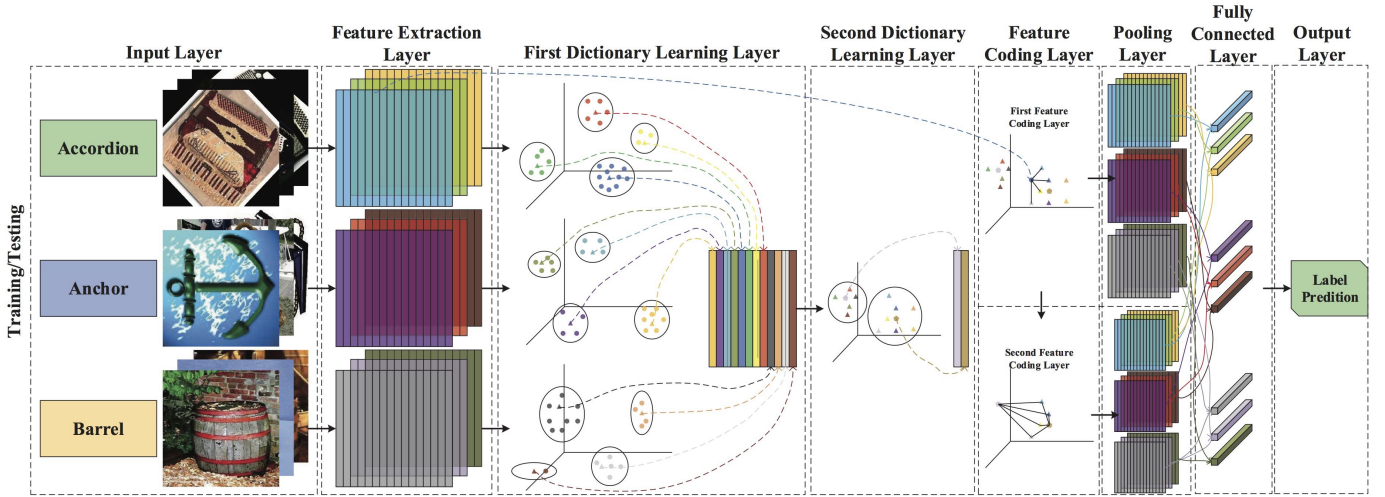 Input Layer
Feature Extraction
Layer
First Dictionary Learning Layer
Second Dictionary
Learning Layer
Feature
Coding Layer
Pooling
Layer
Fully
Connected
Layer
Output
Layer
Training/Testing
Accordion
Anchor
Barrel
First Feature
Coding Layer
Second Feature
Coding Layer
Label
Predition